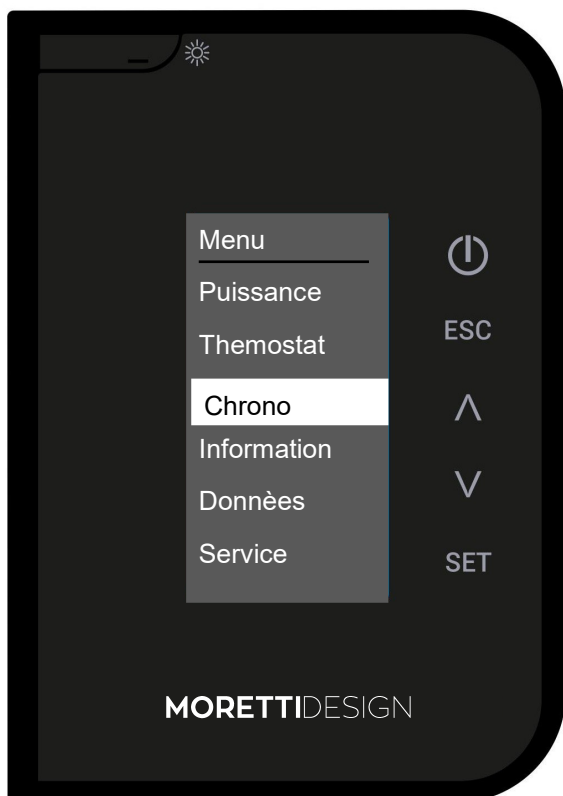 Menu
Puissance
Themostat
Chrono
Information
Donnèes
Service
ESC
SET
MORETTIDESIGN